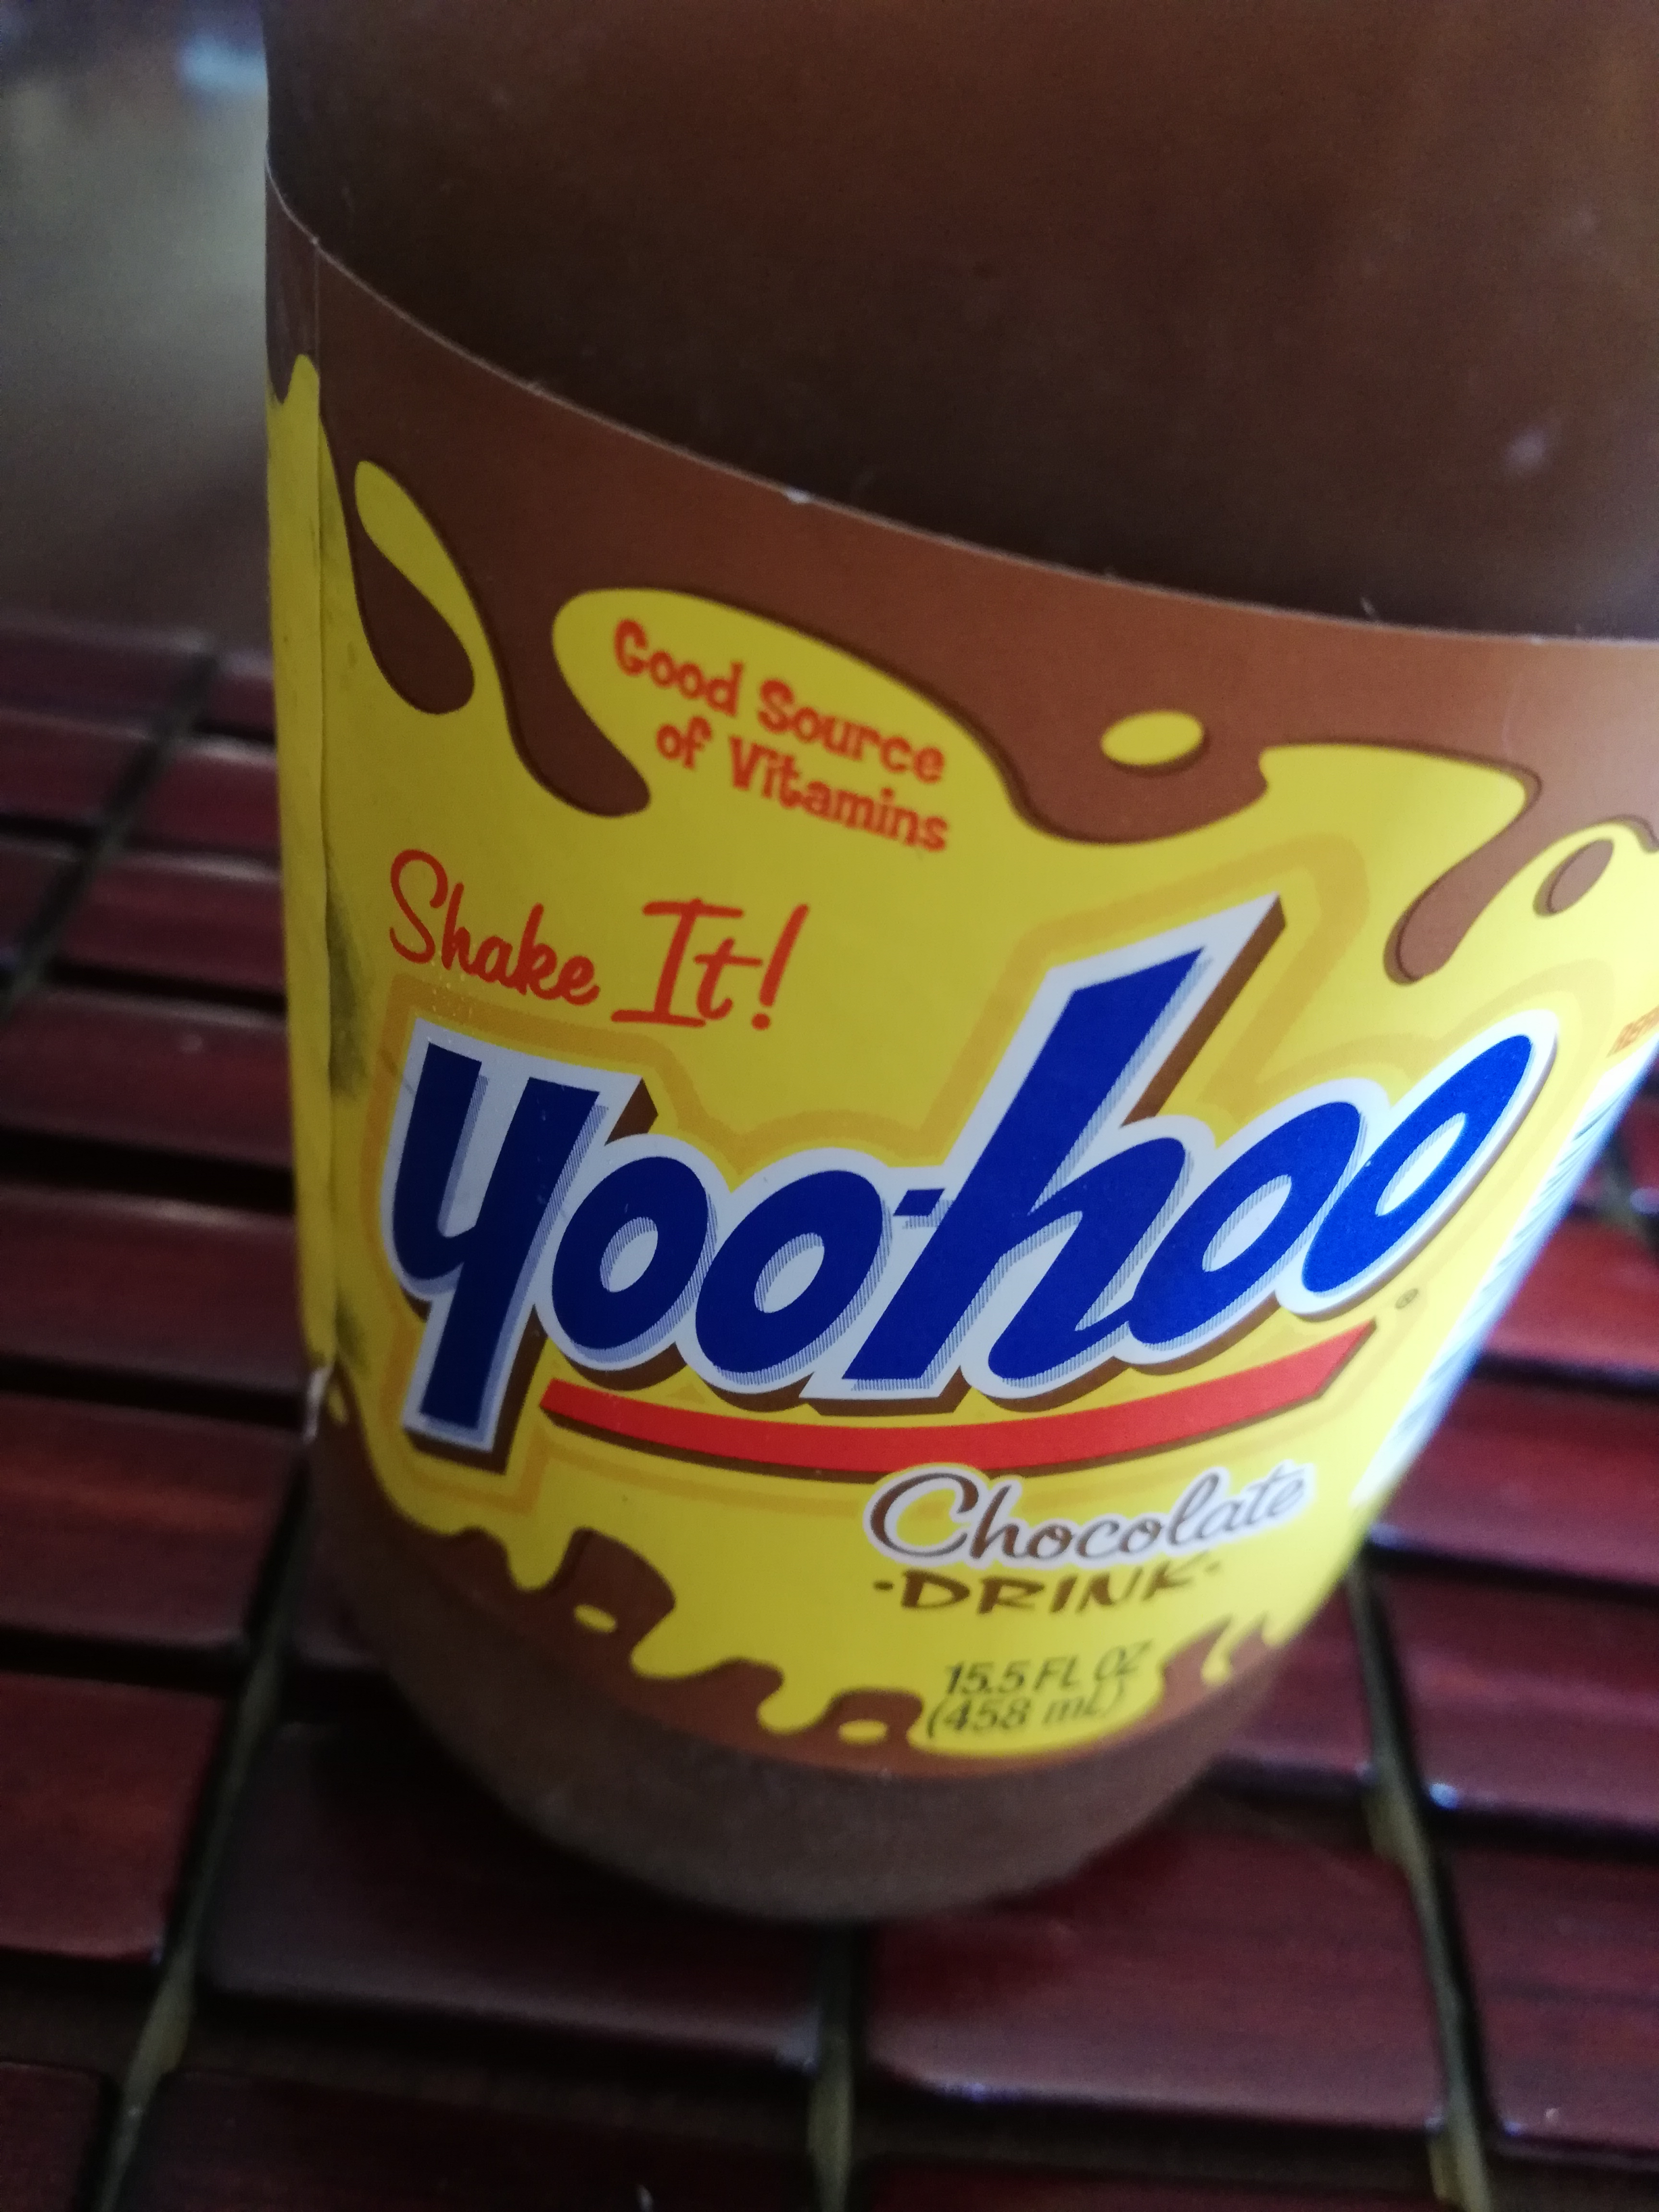 Good Source
of Vitamins
Shake It!
yoo-hoo®
Chocolate
·DRINK·
15.5 FL OZ
(458 mL)